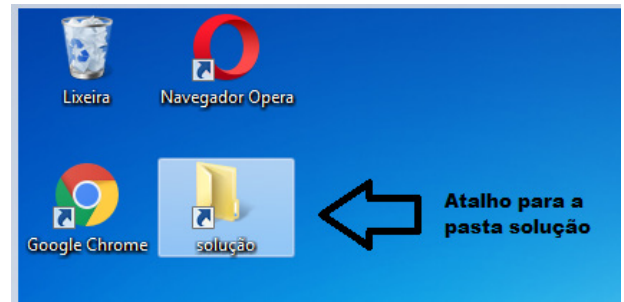 Lixeira
Navegador Opera
Google Chrome
solução
Atalho para a
pasta solução